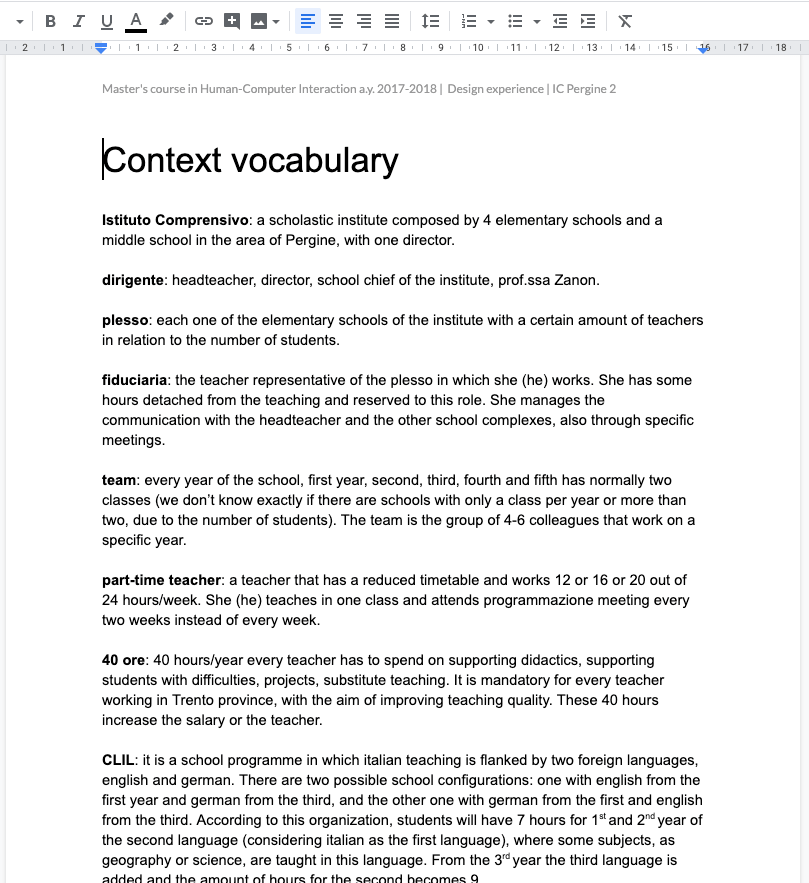 B I U A
2 1 1 2 3 4 5 6 7 8 9 10 11 12 13 14 15 16 17 18
Master's course in Human-Computer Interaction a.y. 2017-2018 | Design experience | IC Pergine 2
Context vocabulary
Istituto Comprensivo: a scholastic institute composed by 4 elementary schools and a
middle school in the area of Pergine, with one director.
dirigente: headteacher, director, school chief of the institute, prof.ssa Zanon.
plesso: each one of the elementary schools of the institute with a certain amount of teachers
in relation to the number of students.
fiduciaria: the teacher representative of the plesso in which she (he) works. She has some
hours detached from the teaching and reserved to this role. She manages the
communication with the headteacher and the other school complexes, also through specific
meetings.
team: every year of the school, first year, second, third, fourth and fifth has normally two
classes (we don't know exactly if there are schools with only a class per year or more than
two, due to the number of students). The team is the group of 4-6 colleagues that work on a
specific year.
part-time teacher: a teacher that has a reduced timetable and works 12 or 16 or 20 out of
24 hours/week. She (he) teaches in one class and attends programmazione meeting every
two weeks instead of every week.
40 ore: 40 hours/year every teacher has to spend on supporting didactics, supporting
students with difficulties, projects, substitute teaching. It is mandatory for every teacher
working in Trento province, with the aim of improving teaching quality. These 40 hours
increase the salary or the teacher.
CLIL: it is a school programme in which italian teaching is flanked by two foreign languages,
english and german. There are two possible school configurations: one with english from the
first year and german from the third, and the other one with german from the first and english
from the third. According to this organization, students will have 7 hours for 1st and 2nd year of
the second language (considering italian as the first language), where some subjects, as
geography or science, are taught in this language. From the 3rd year the third language is
added and the amount of hours for the second becomes 9.